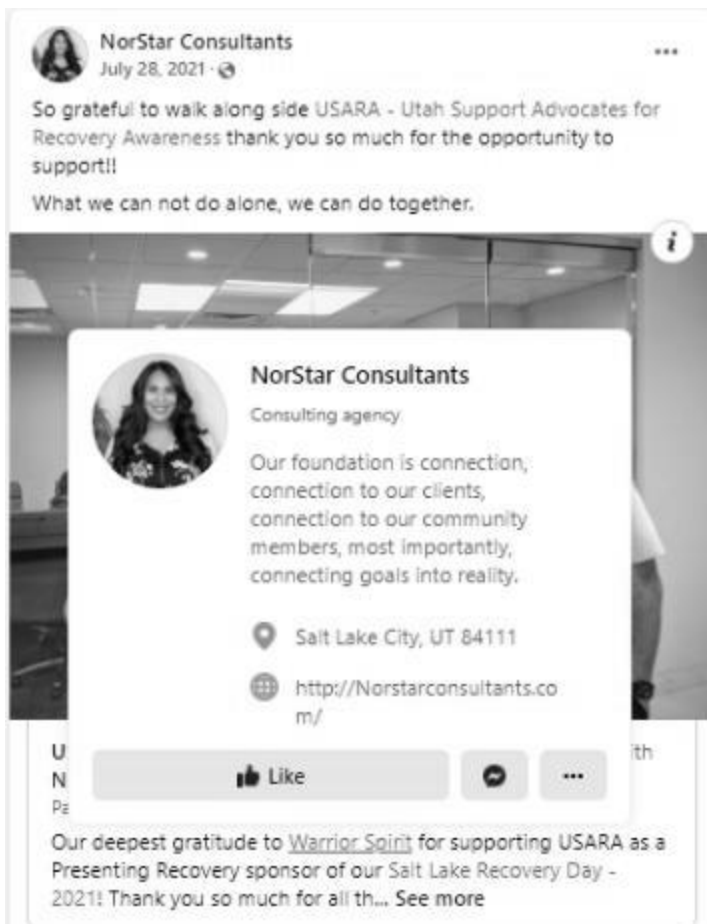 NorStar Consultants
July 28, 2021 ·
So grateful to walk along side USARA - Utah Support Advocates for
Recovery Awareness thank you so much for the opportunity to
support!!
What we can not do alone, we can do together.
i
NorStar Consultants
Consulting agency
Our foundation is connection,
connection to our clients,
connection to our community
members, most importantly,
connecting goals into reality.
Salt Lake City, UT 84111
http://Norstarconsultants.co
m/
Like
Our deepest gratitude to Warrior Spirit for supporting USARA as a
Presenting Recovery sponsor of our Salt Lake Recovery Day -
2021! Thank you so much for all th... See more